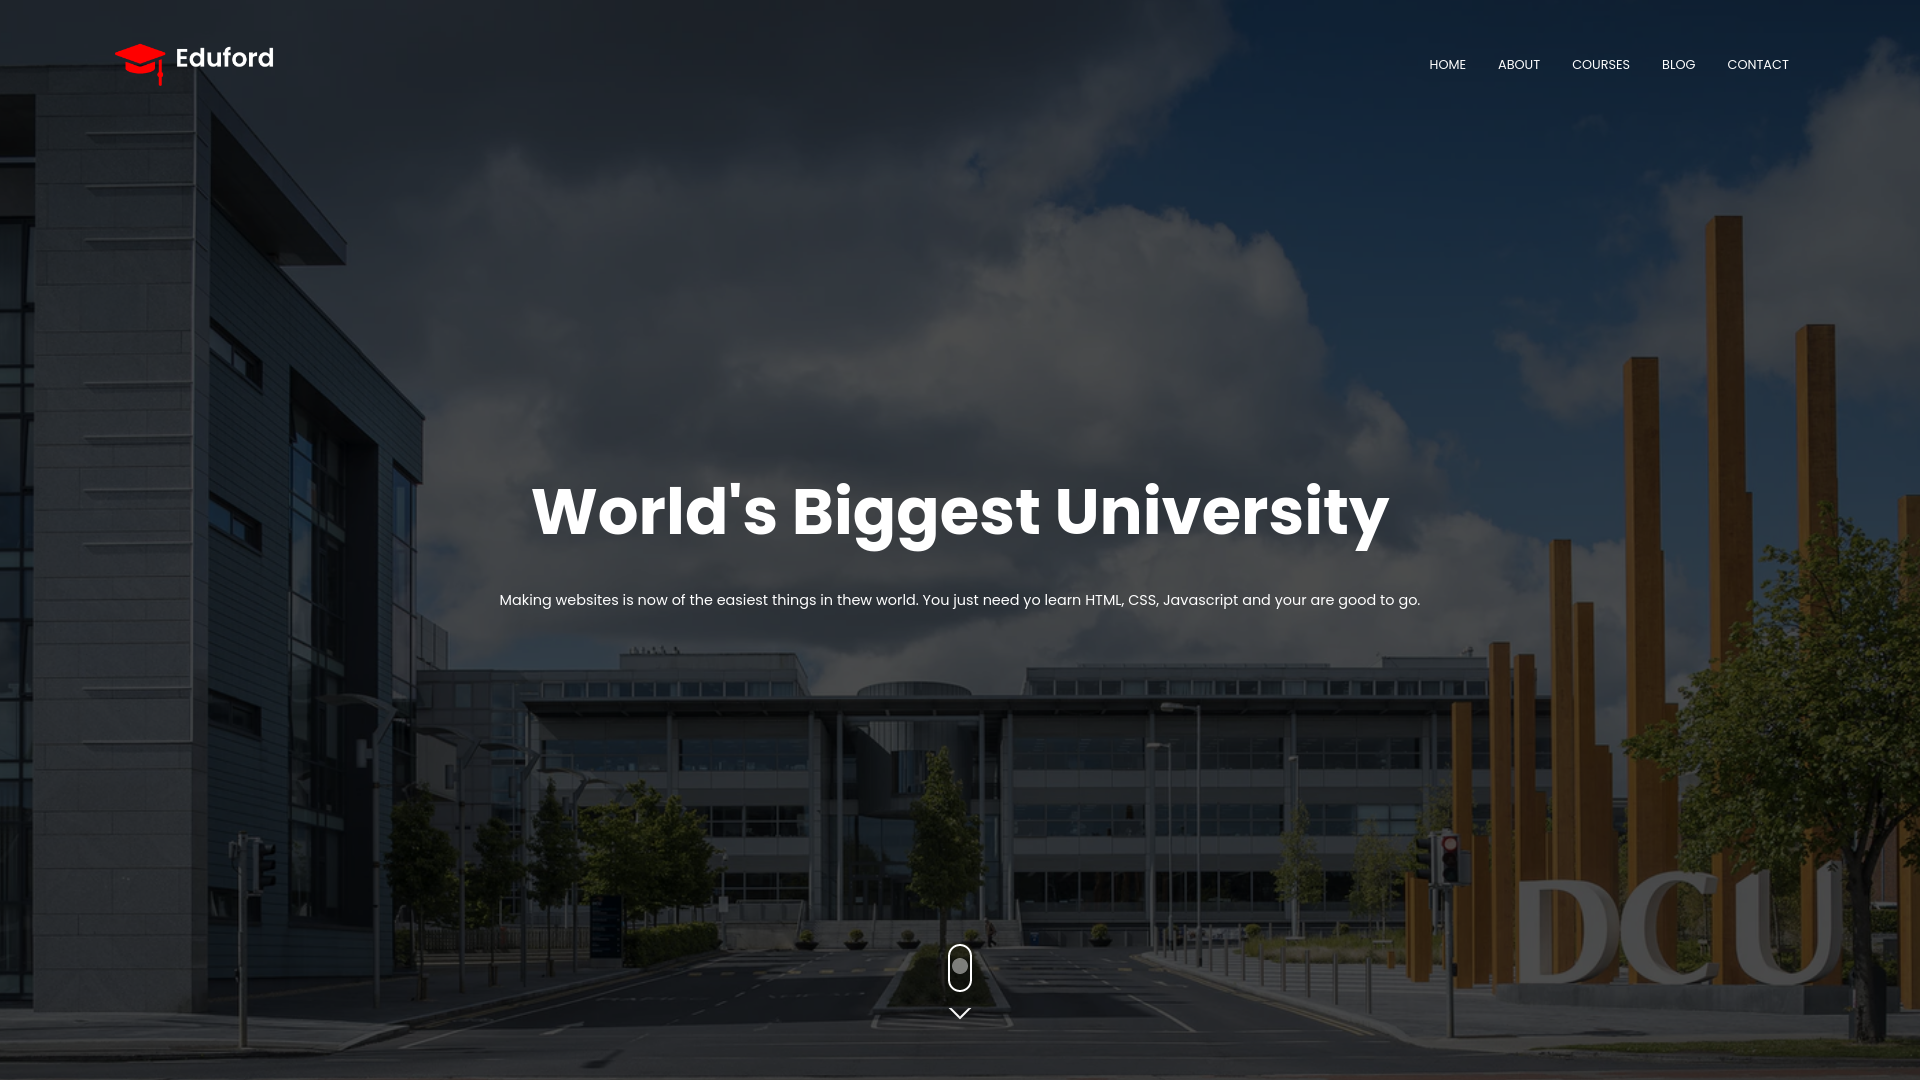 Eduford
HOME
ABOUT
COURSES
BLOG
CONTACT
World's Biggest University
Making websites is now of the easiest things in thew world. You just need yo learn HTML, CSS, Javascript and your are good to go.
DCU